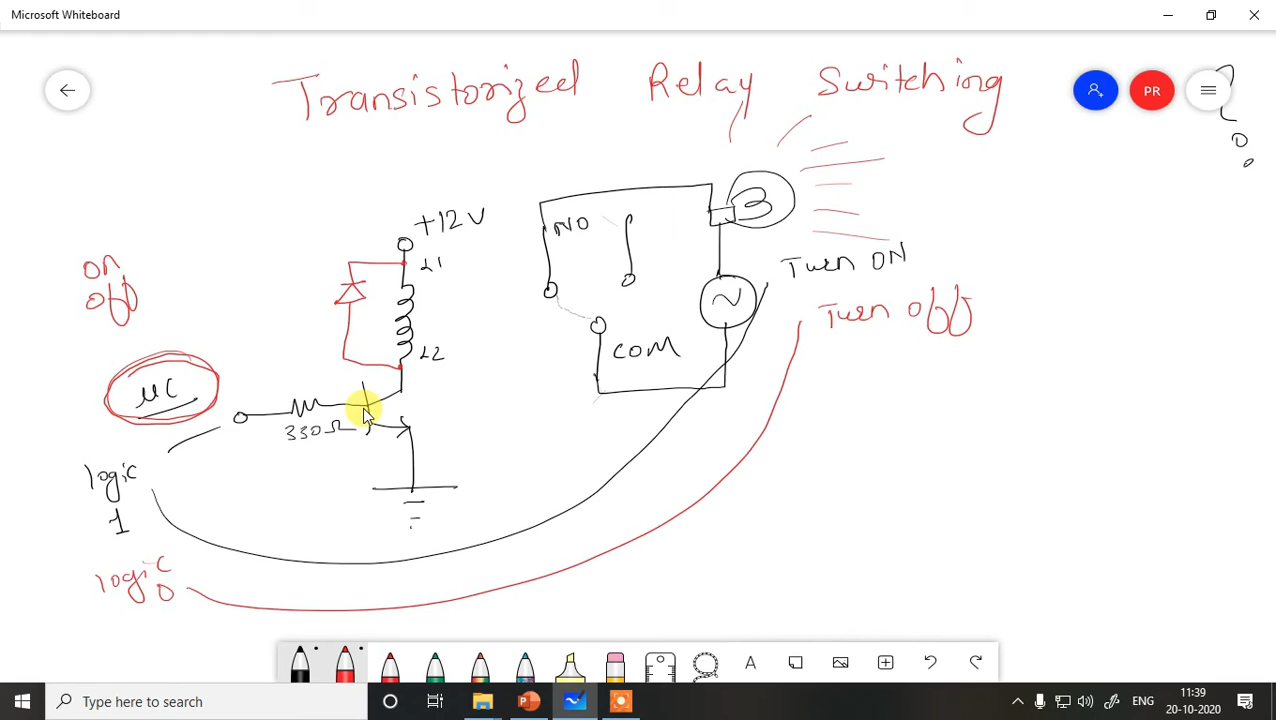 Microsoft Whiteboard
Transistorized Relay Switching
PR
+12V
NO
L1
Turn ON
on
off
Turn off
COM
L2
μC
330Ω
logic
1
logic
0
A
Type here to search
ENG
11:39
20-10-2020